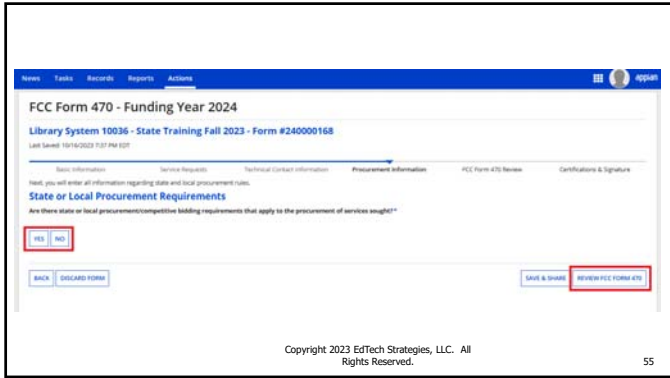 News Tasks Records Reports Actions appian
FCC Form 470 - Funding Year 2024
Library System 10036 - State Training Fall 2023 - Form #240000168
Last Saved: 10/16/2023 7:07 PM EDT
Basic Information Service Requests Technical Contact Information Procurement Information FCC Form 470 Review Certifications & Signature
Next, you will enter all information regarding state and local procurement rules.
State or Local Procurement Requirements
Are there state or local procurement/competitive bidding requirements that apply to the procurement of services sought?*
YES NO
BACK DISCARD FORM SAVE & SHARE REVIEW FCC FORM 470
Copyright 2023 EdTech Strategies, LLC. All
Rights Reserved.
55